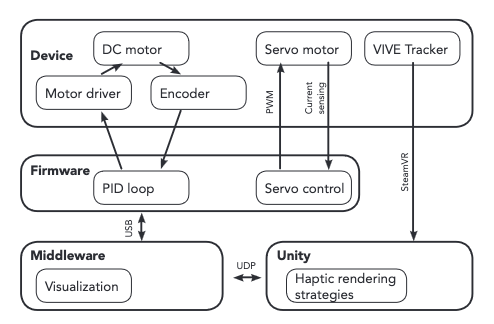 DC motor
Servo motor
VIVE Tracker
Device
Motor driver
Encoder
PWM
Current
sensing
SteamVR
Firmware
PID loop
Servo control
USB
Middleware
UDP
Unity
Visualization
Haptic rendering
strategies